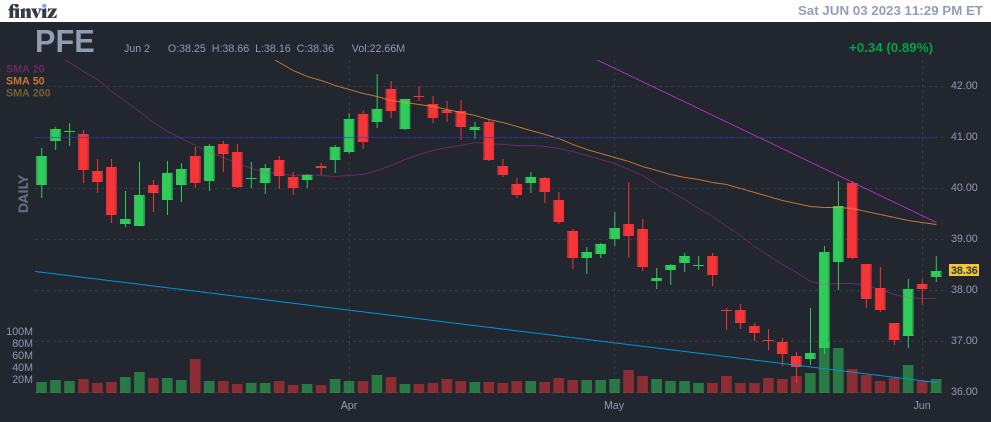 finviz
Sat JUN 03 2023 11:29 PM ET
PFE Jun 2 O:38.25 H:38.66 L:38.16 C:38.36 Vol:22.66M +0.34 (0.89%)
SMA 20
SMA 50
SMA 200
42.00
41.00
40.00
39.00
38.36
38.00
37.00
36.00
DAILY
100M
80M
60M
40M
20M
Apr May Jun